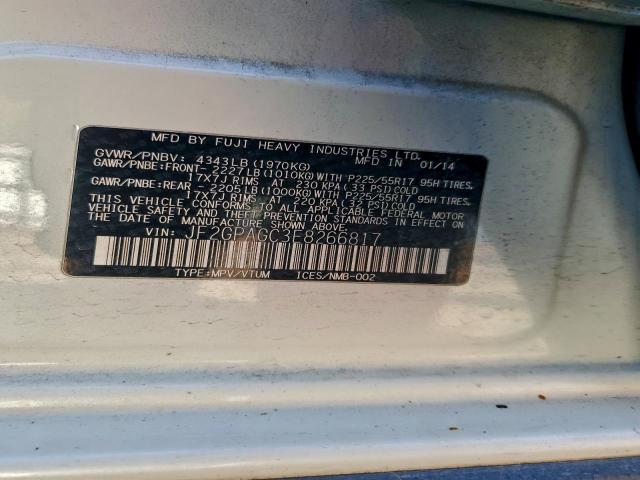 MFD BY FUJI HEAVY INDUSTRIES LTD.
GVWR/PNBV: 4343LB (1970KG) MFD IN 01/14
GAWR/PNBE:FRONT- 2227LB (1010KG) WITH P225/55R17 95H TIRES,
17X7J RIMS AT 230 KPA (33 PSI) COLD
GAWR/PNBE:REAR - 2205LB (1000KG) WITH P225/55R17 95H TIRES,
17X7J RIMS AT 220 KPA (32 PSI) COLD
THIS VEHICLE CONFORMS TO ALL APPLICABLE FEDERAL MOTOR
VEHICLE SAFETY, BUMPER, AND THEFT PREVENTION STANDARDS
IN EFFECT ON THE DATE OF MANUFACTURE SHOWN ABOVE.
VIN: JF2GPAGC3E8266817
TYPE:MPV/VTUM ICES/NMB-002